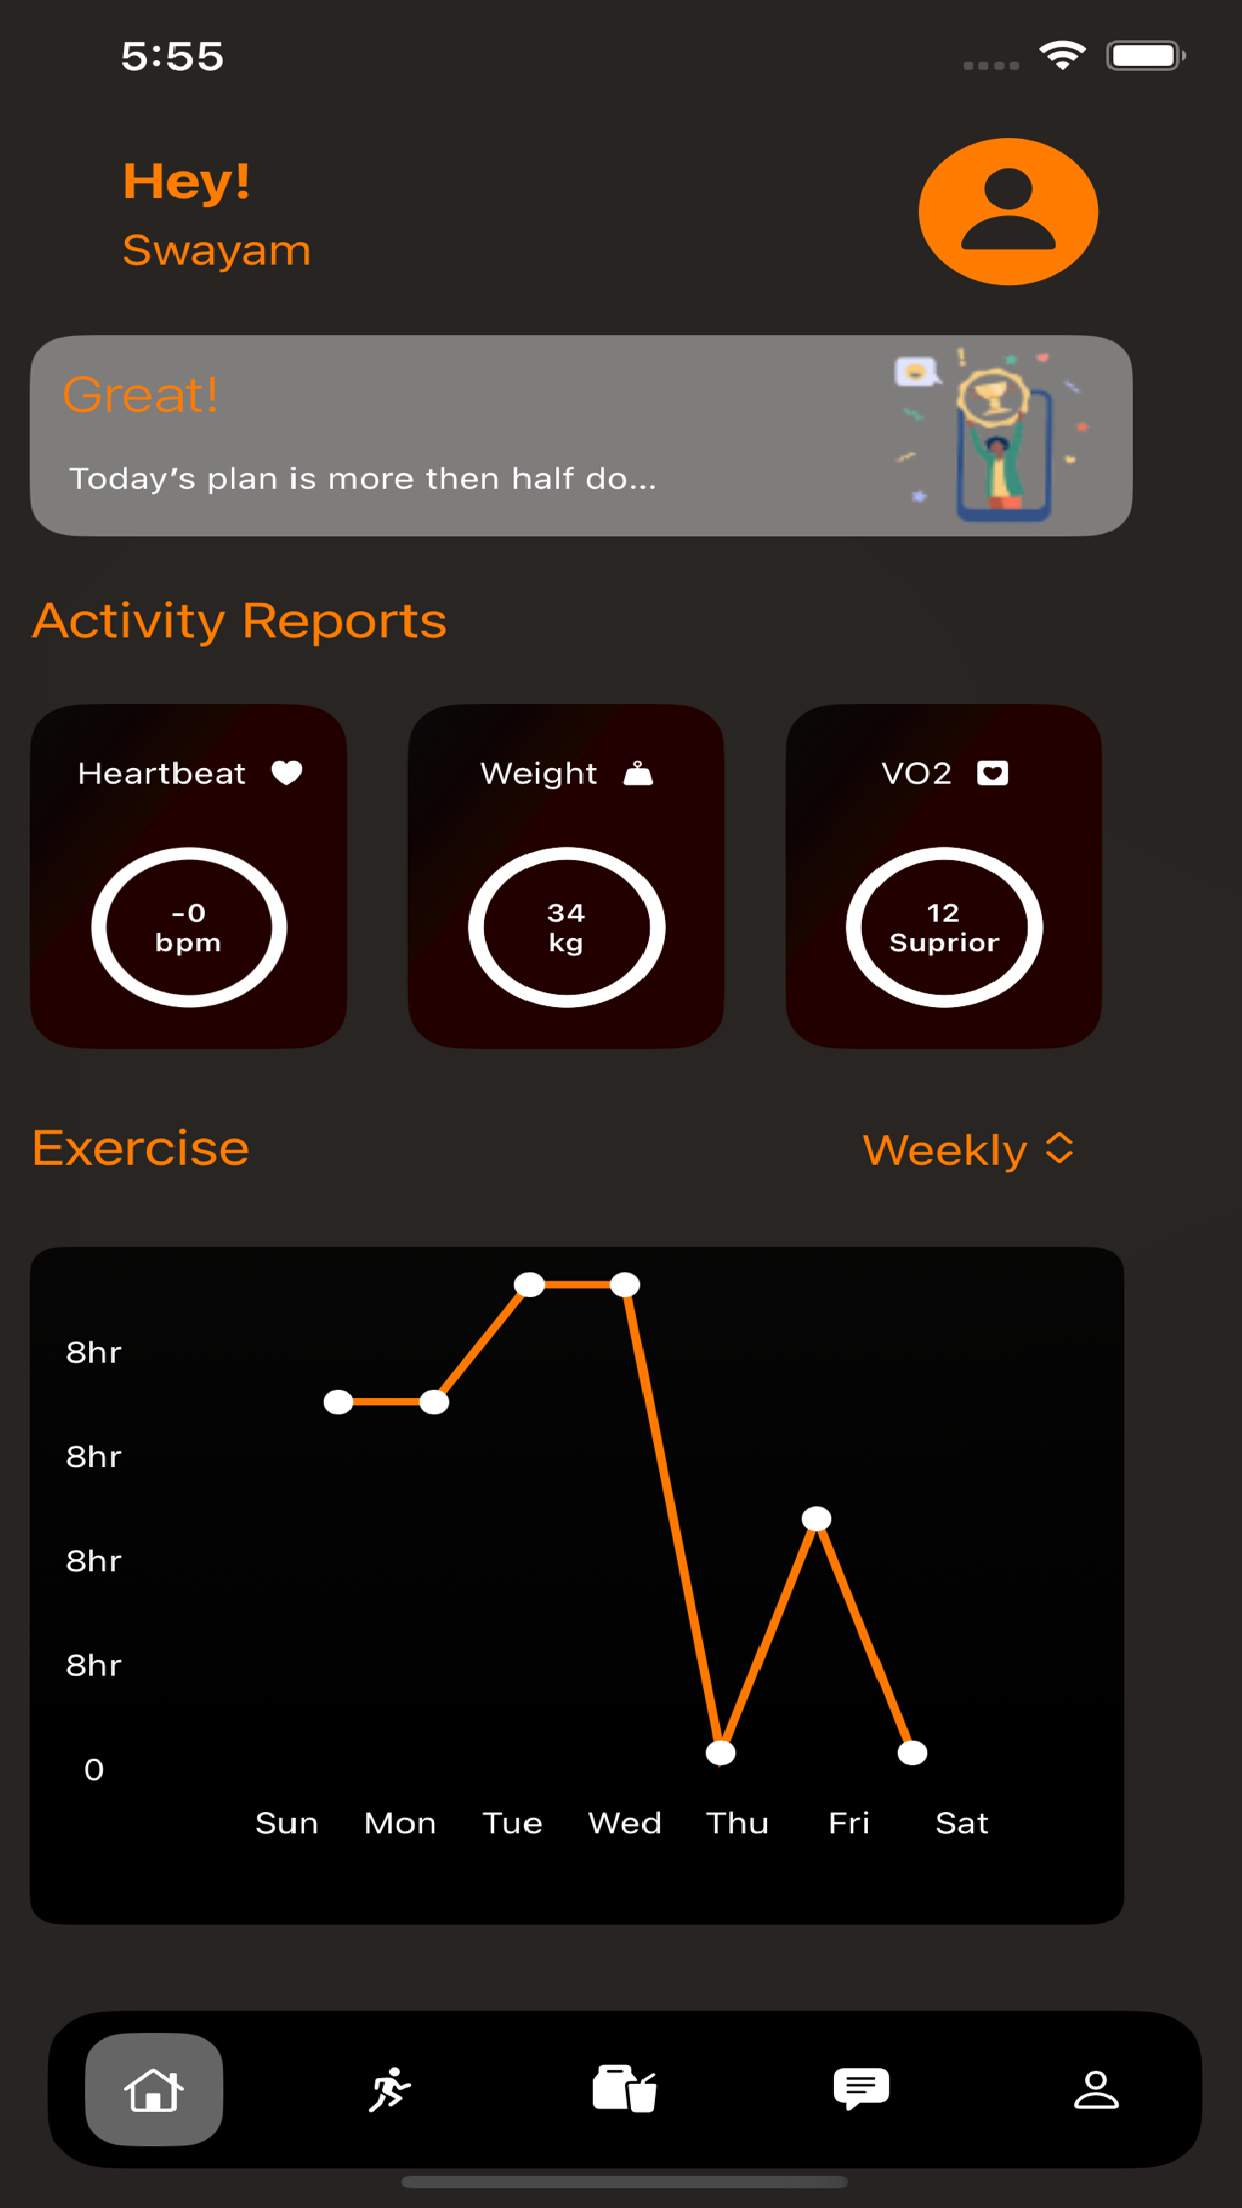 5:55
Hey!
Swayam
Great!
Today's plan is more then half do...
Activity Reports
Heartbeat
Weight
VO2
-0
bpm
34
kg
12
Suprior
Exercise
Weekly
8hr
8hr
8hr
8hr
0
Sun Mon Tue Wed Thu Fri Sat